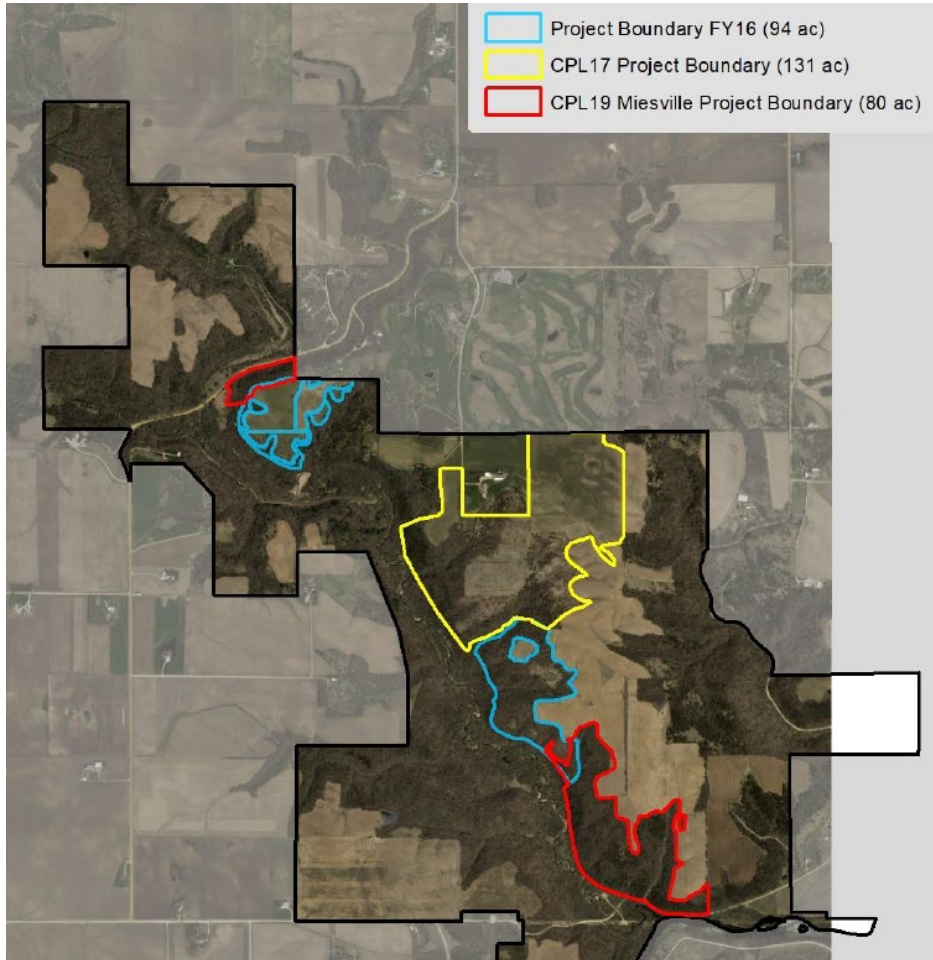 Project Boundary FY16 (94 ac)
CPL17 Project Boundary (131 ac)
CPL19 Miesville Project Boundary (80 ac)